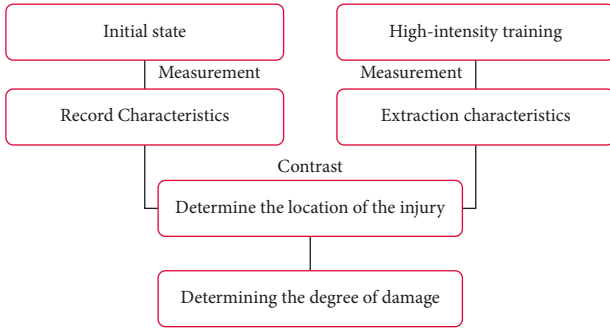 Initial state
High-intensity training
Measurement
Measurement
Record Characteristics
Extraction characteristics
Contrast
Determine the location of the injury
Determining the degree of damage